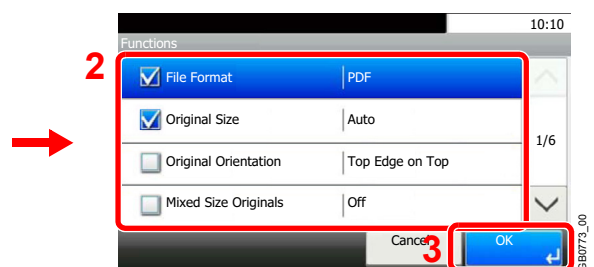 10:10
Functions
2
File Format PDF
Original Size Auto
1/6
Original Orientation Top Edge on Top
Mixed Size Originals Off
Cancel 3 OK
GB0773_00